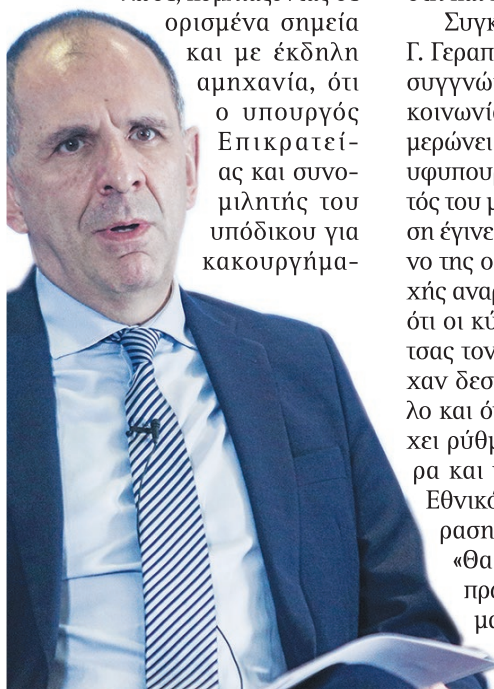 ορισμένα σημεία
και με έκδηλη
αμηχανία, ότι
ο υπουργός
Επικρατεί-
ας και συνο-
μιλητής του
υπόδικου για
κακουργήμα-
Συγκ
Γ. Γεραπ
συγγνώ
κοινωνί
μερώνει
υφυπουρ
τός του μ
ση έγινε
νο της ο
χής αναρ
ότι οι κύ
τσας τον
χαν δεσ
λο και ό
χει ρύθμ
ρα και
Εθνικό
ραση
«Θα
πρα
μα